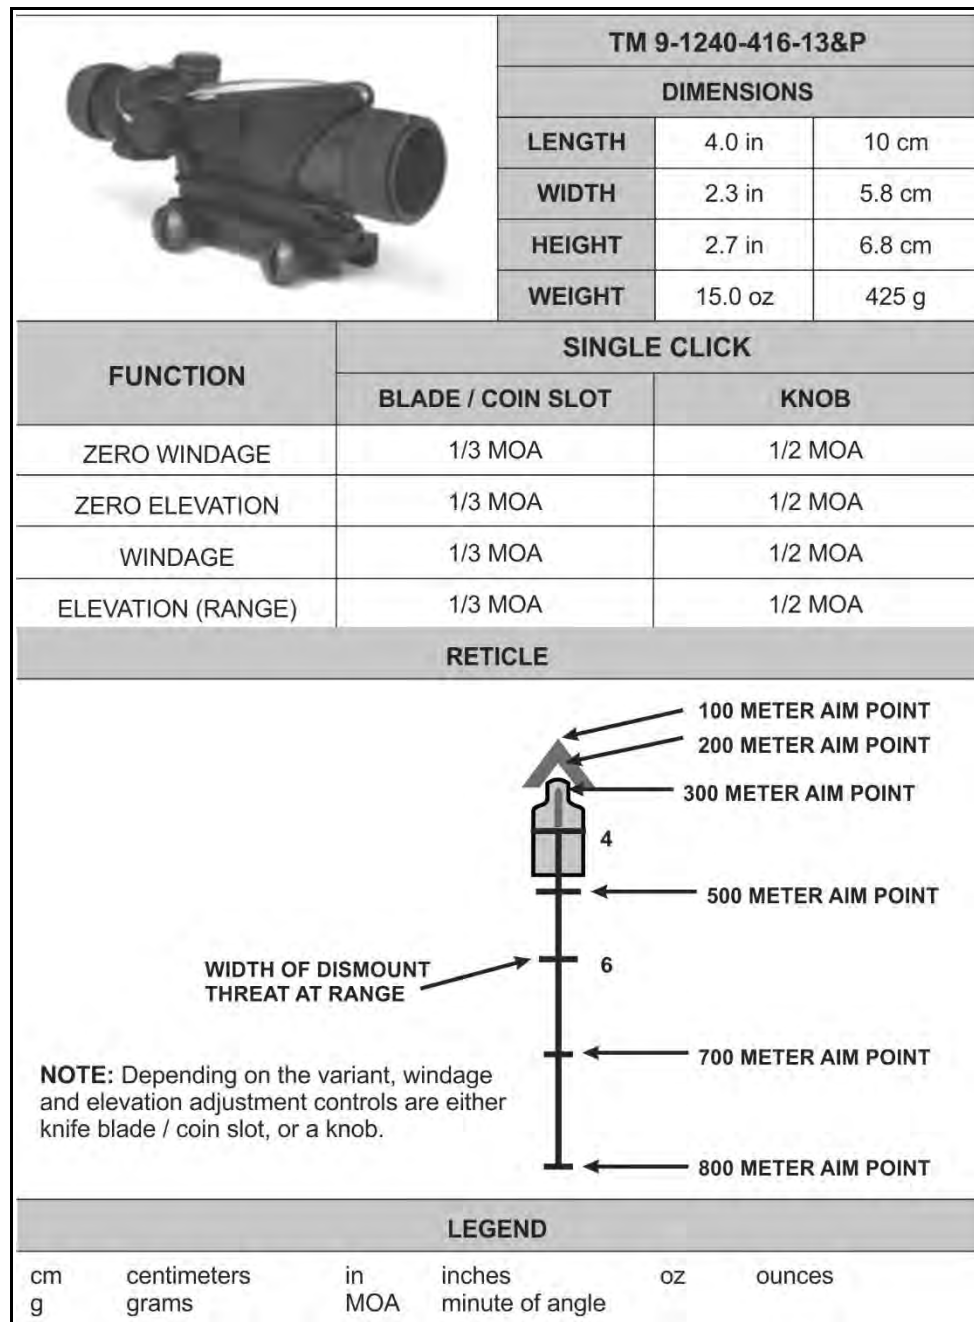 TM 9-1240-416-13&P
DIMENSIONS
LENGTH 4.0 in 10 cm
WIDTH 2.3 in 5.8 cm
HEIGHT 2.7 in 6.8 cm
WEIGHT 15.0 oz 425 g
FUNCTION
SINGLE CLICK
BLADE / COIN SLOT KNOB
ZERO WINDAGE 1/3 MOA 1/2 MOA
ZERO ELEVATION 1/3 MOA 1/2 MOA
WINDAGE 1/3 MOA 1/2 MOA
ELEVATION (RANGE) 1/3 MOA 1/2 MOA
RETICLE
100 METER AIM POINT
200 METER AIM POINT
300 METER AIM POINT
4
500 METER AIM POINT
6
WIDTH OF DISMOUNT
THREAT AT RANGE
700 METER AIM POINT
NOTE: Depending on the variant, windage
and elevation adjustment controls are either
knife blade / coin slot, or a knob.
800 METER AIM POINT
LEGEND
cm centimeters in inches oz ounces
g grams MOA minute of angle